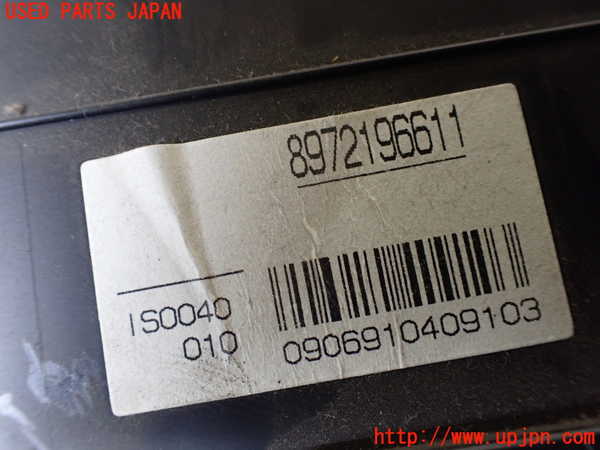 USED PARTS JAPAN
8972196611
IS0040
010
0906910409103
http://www.upjpn.com/